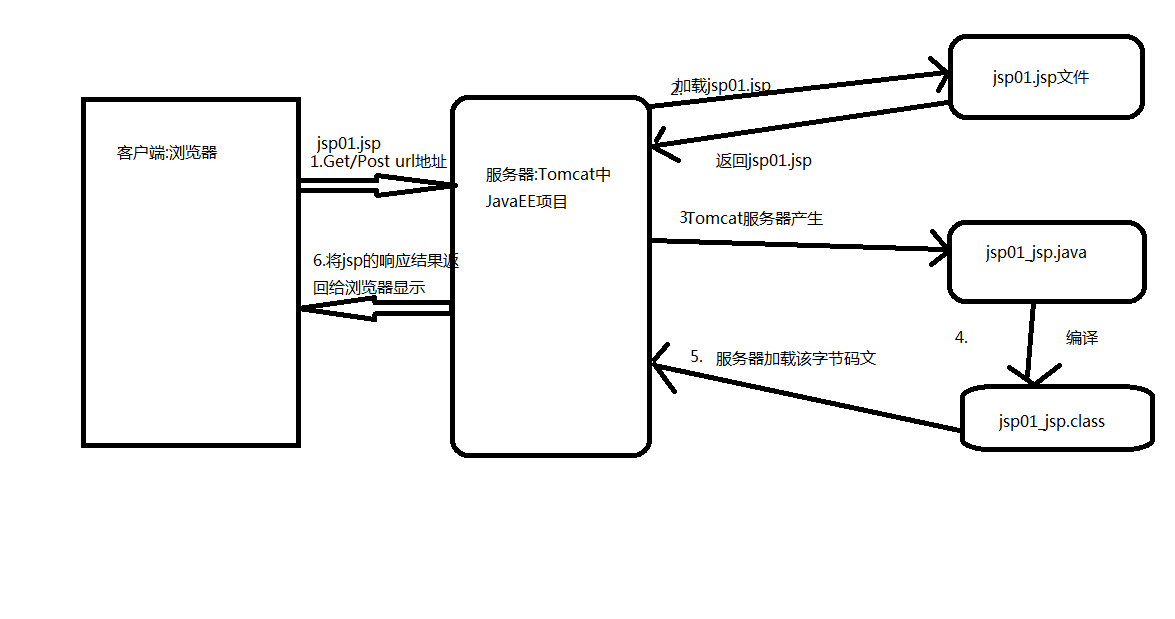 客户端:浏览器
jsp01.jsp
1.Get/Post url地址
6.将jsp的响应结果返
回给浏览器显示
服务器:Tomcat中
JavaEE项目
2.
加载jsp01.jsp
返回jsp01.jsp
jsp01.jsp文件
3
Tomcat服务器产生
jsp01_jsp.java
4.
编译
5.
服务器加载该字节码文
jsp01_jsp.class